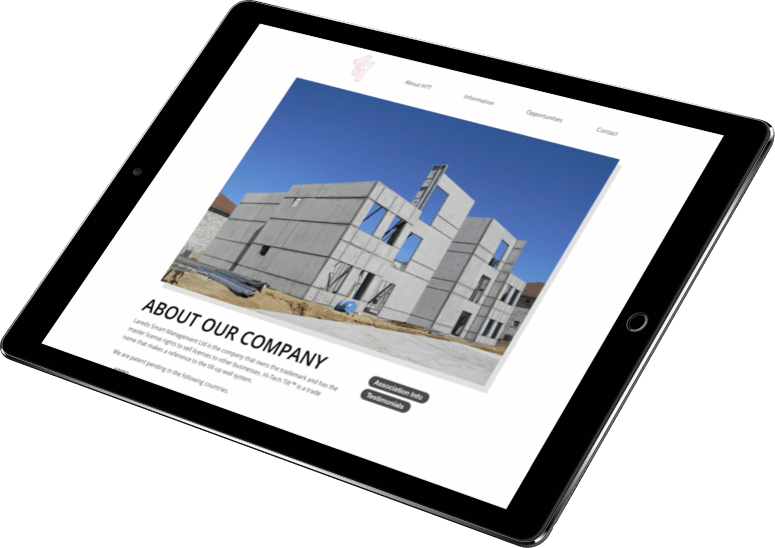 About HTT
Information
Opportunities
Contact
ABOUT OUR COMPANY
Laredo Smart Management Ltd is the company that owns the trademark and has the
master license rights to sell licenses to other businesses. Hi-Tech Tilt™ is a trade
name that makes a reference to the tilt-up wall system.
We are patent pending in the following countries.
Association Info
Testimonials